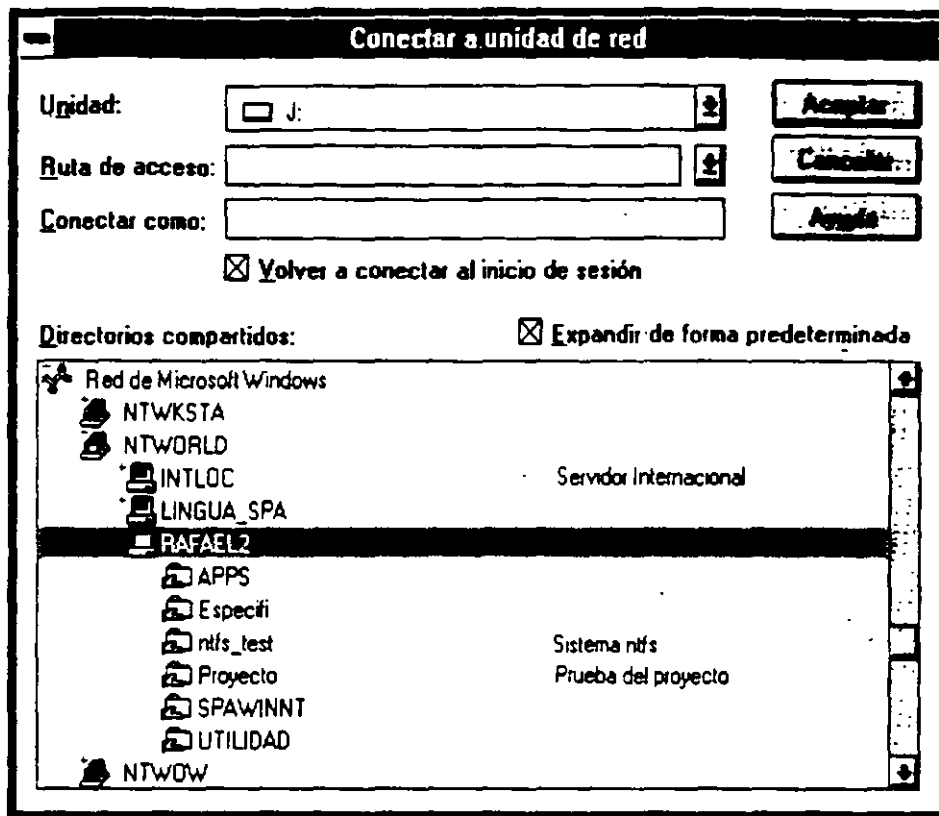 Conectar a unidad de red
Unidad:
J:
Aceptar
Ruta de acceso:
Cancelar
Conectar como:
Ayuda
Volver a conectar al inicio de sesión
Directorios compartidos:
Expandir de forma predeterminada
Red de Microsoft Windows
NTWKSTA
NTWORLD
INTLOC Servidor Internacional
LINGUA_SPA
RAFAEL2
APPS
Especifi
ntfs_test Sistema ntfs
Proyecto Prueba del proyecto
SPAWINNT
UTILIDAD
NTWOW